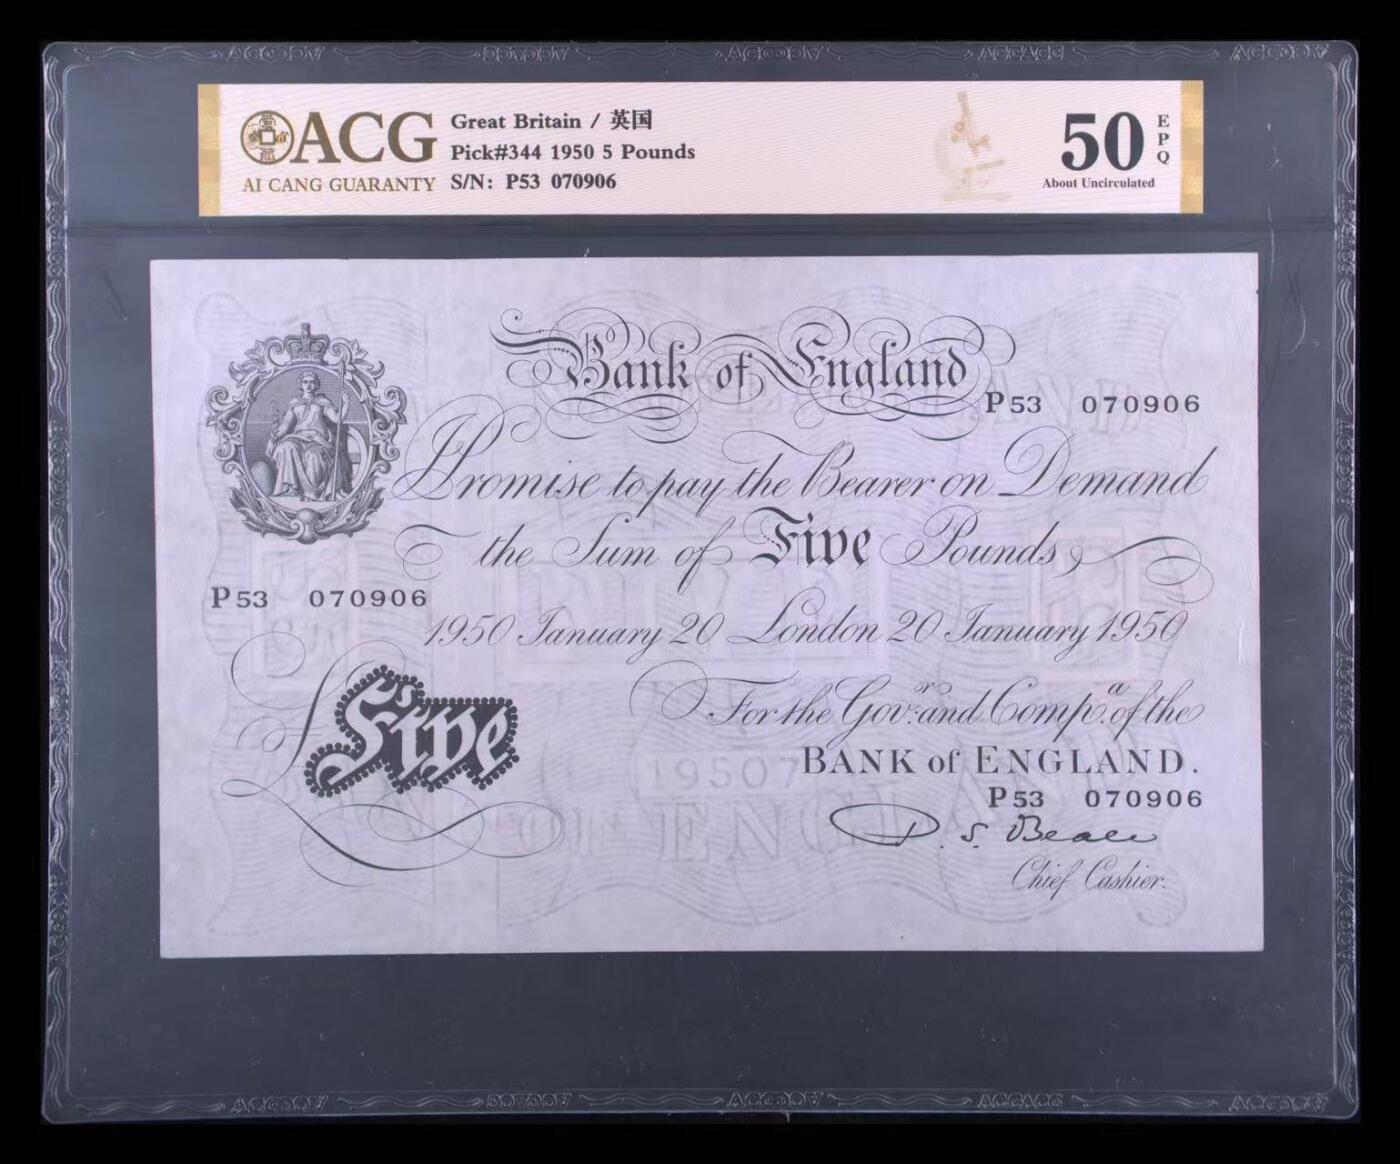 ACG
AI CANG GUARANTY
Great Britain / 英国
Pick#344 1950 5 Pounds
S/N: P53 070906
50
EPQ
About Uncirculated
Bank of England
P53 070906
I Promise to pay the Bearer on Demand
the Sum of Five Pounds
P53 070906
1950 January 20 London 20 January 1950
For the Govr. and Compa. of the
£Five
BANK of ENGLAND.
P53 070906
Chief Cashier.